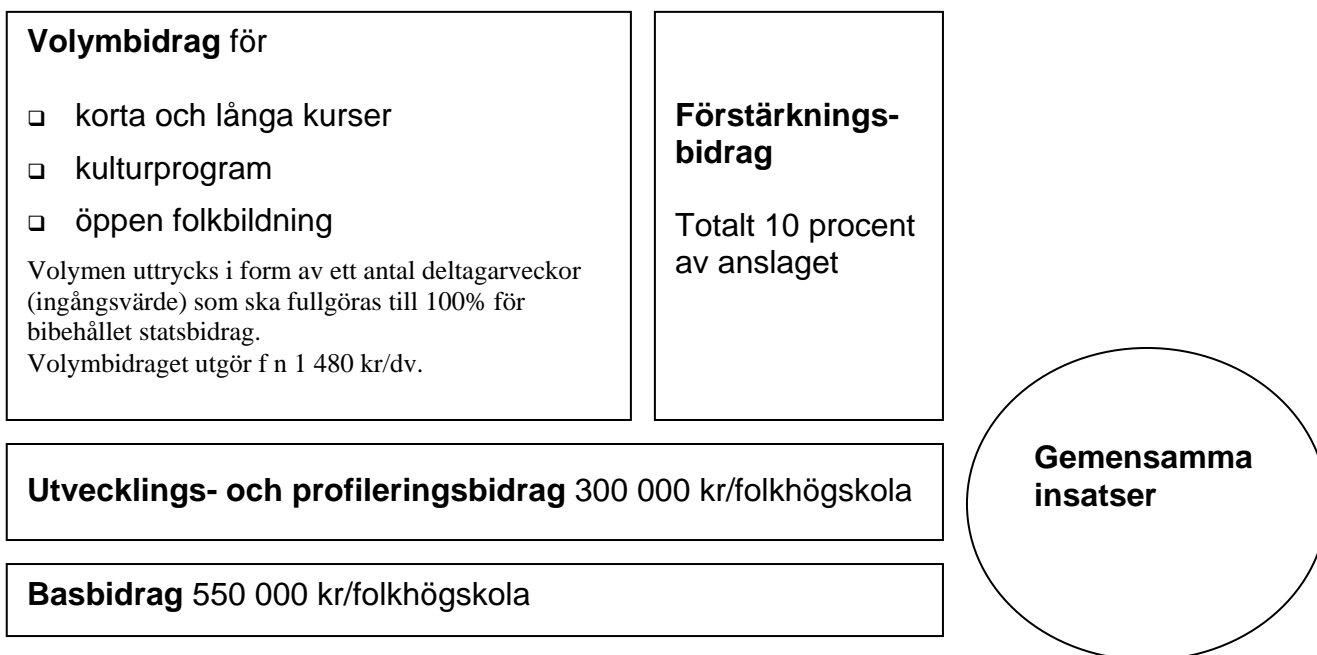 Volymbidrag för
❑ korta och långa kurser
❑ kulturprogram
❑ öppen folkbildning
Volymen uttrycks i form av ett antal deltagarveckor
(ingångsvärde) som ska fullgöras till 100% för
bibehållet statsbidrag.
Volymbidraget utgör f n 1 480 kr/dv.
Förstärknings-
bidrag
Totalt 10 procent
av anslaget
Utvecklings- och profileringsbidrag 300 000 kr/folkhögskola
Basbidrag 550 000 kr/folkhögskola
Gemensamma
insatser